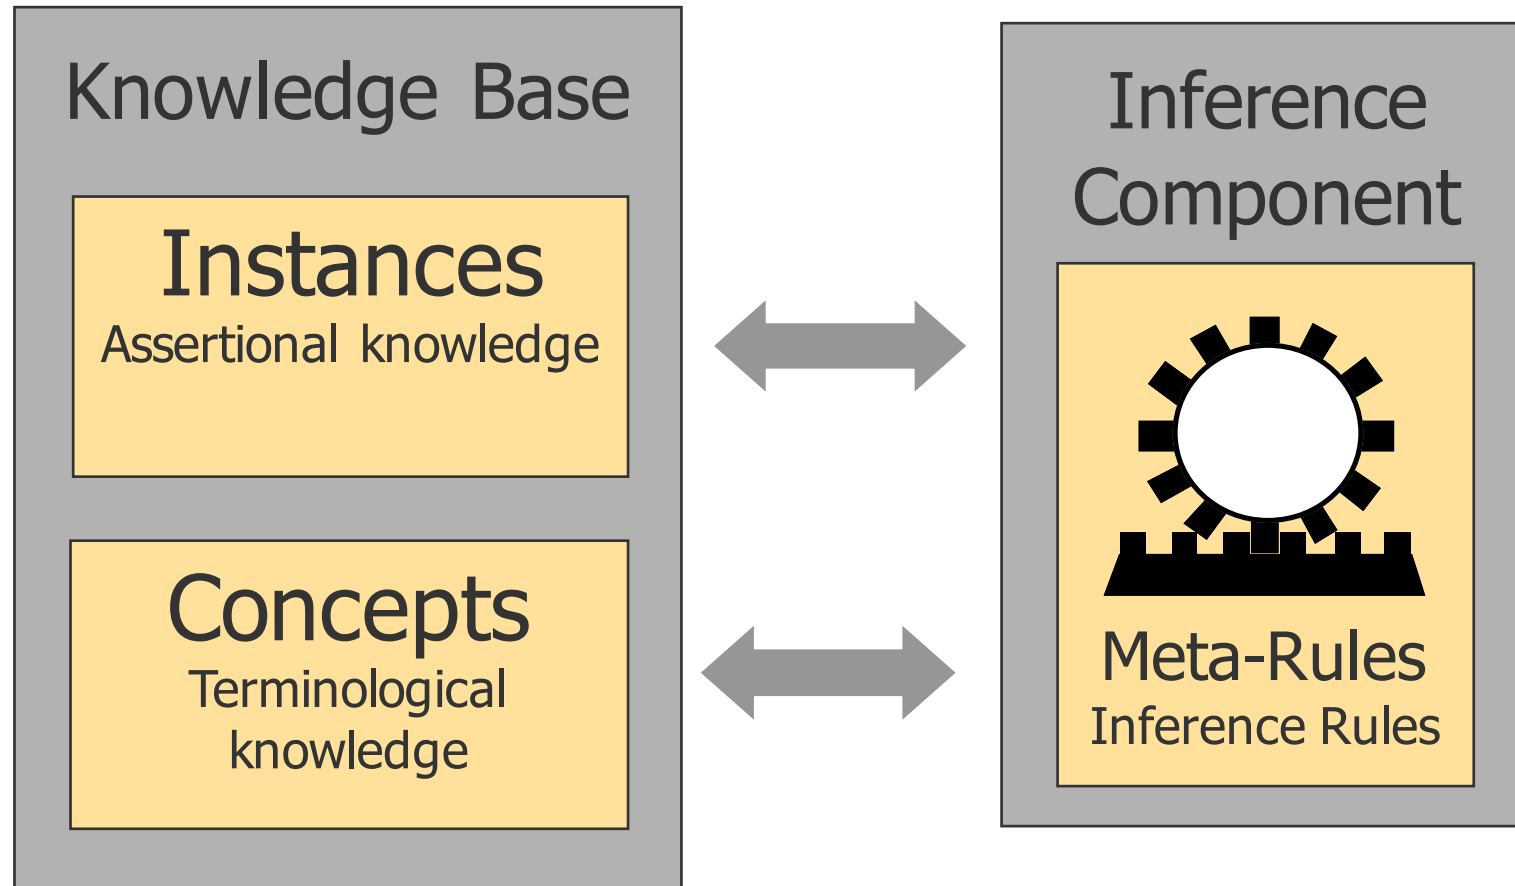 Knowledge Base
Instances
Assertional knowledge
Concepts
Terminological
knowledge
Inference
Component
Meta-Rules
Inference Rules